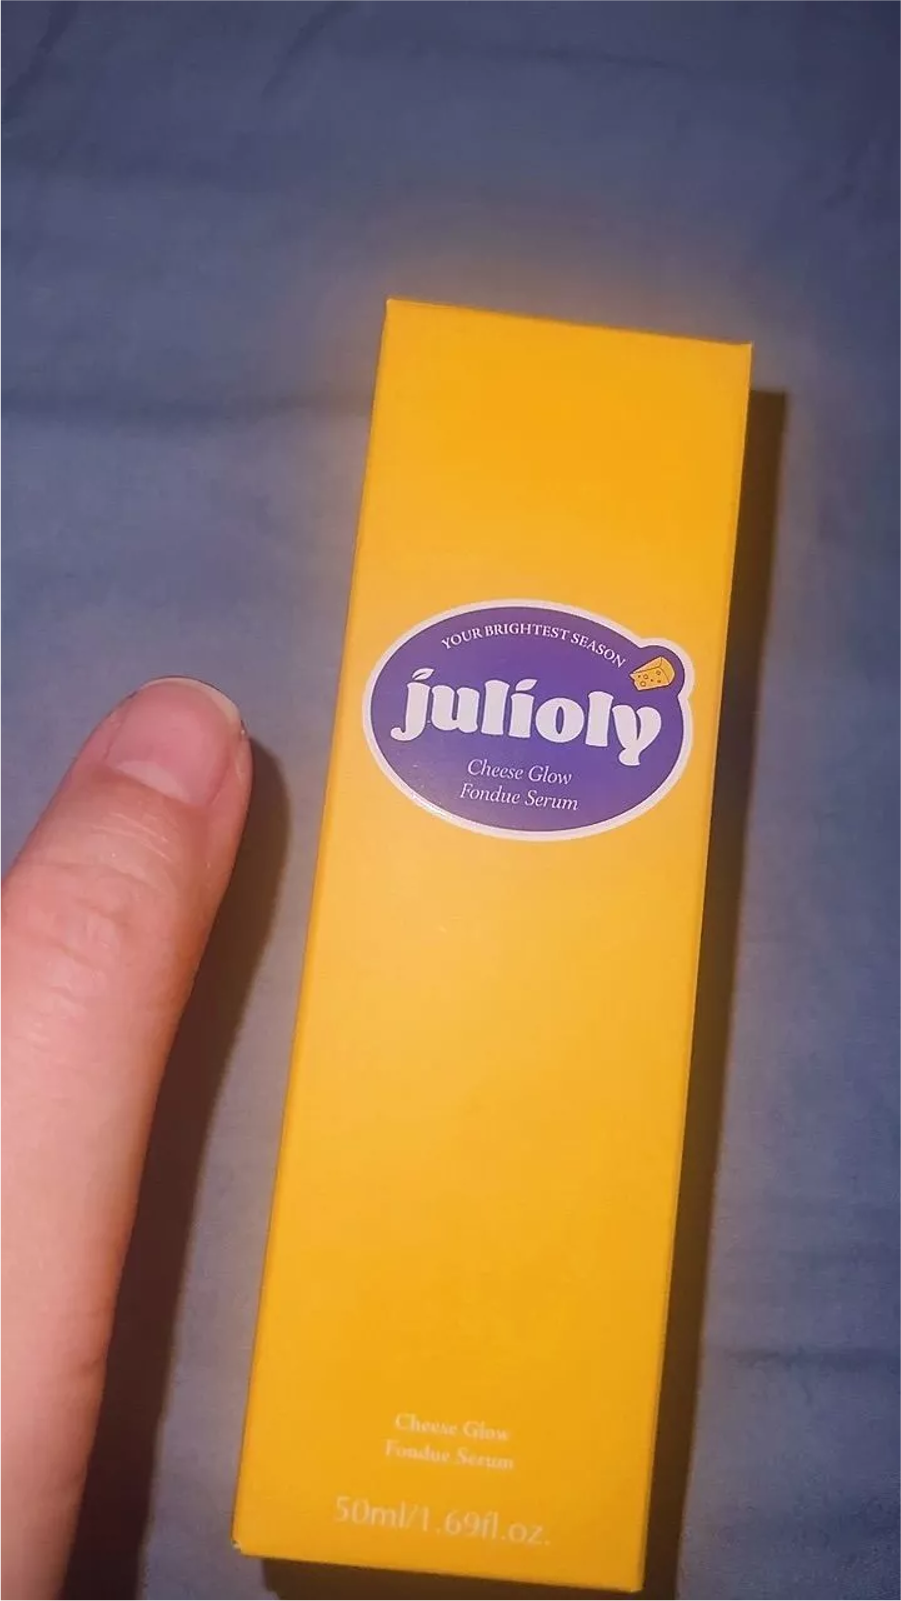 YOUR BRIGHTEST SEASON
julioly
Cheese Glow
Fondue Serum
Cheese Glow
Fondue Serum
50ml/1.69fl.oz.